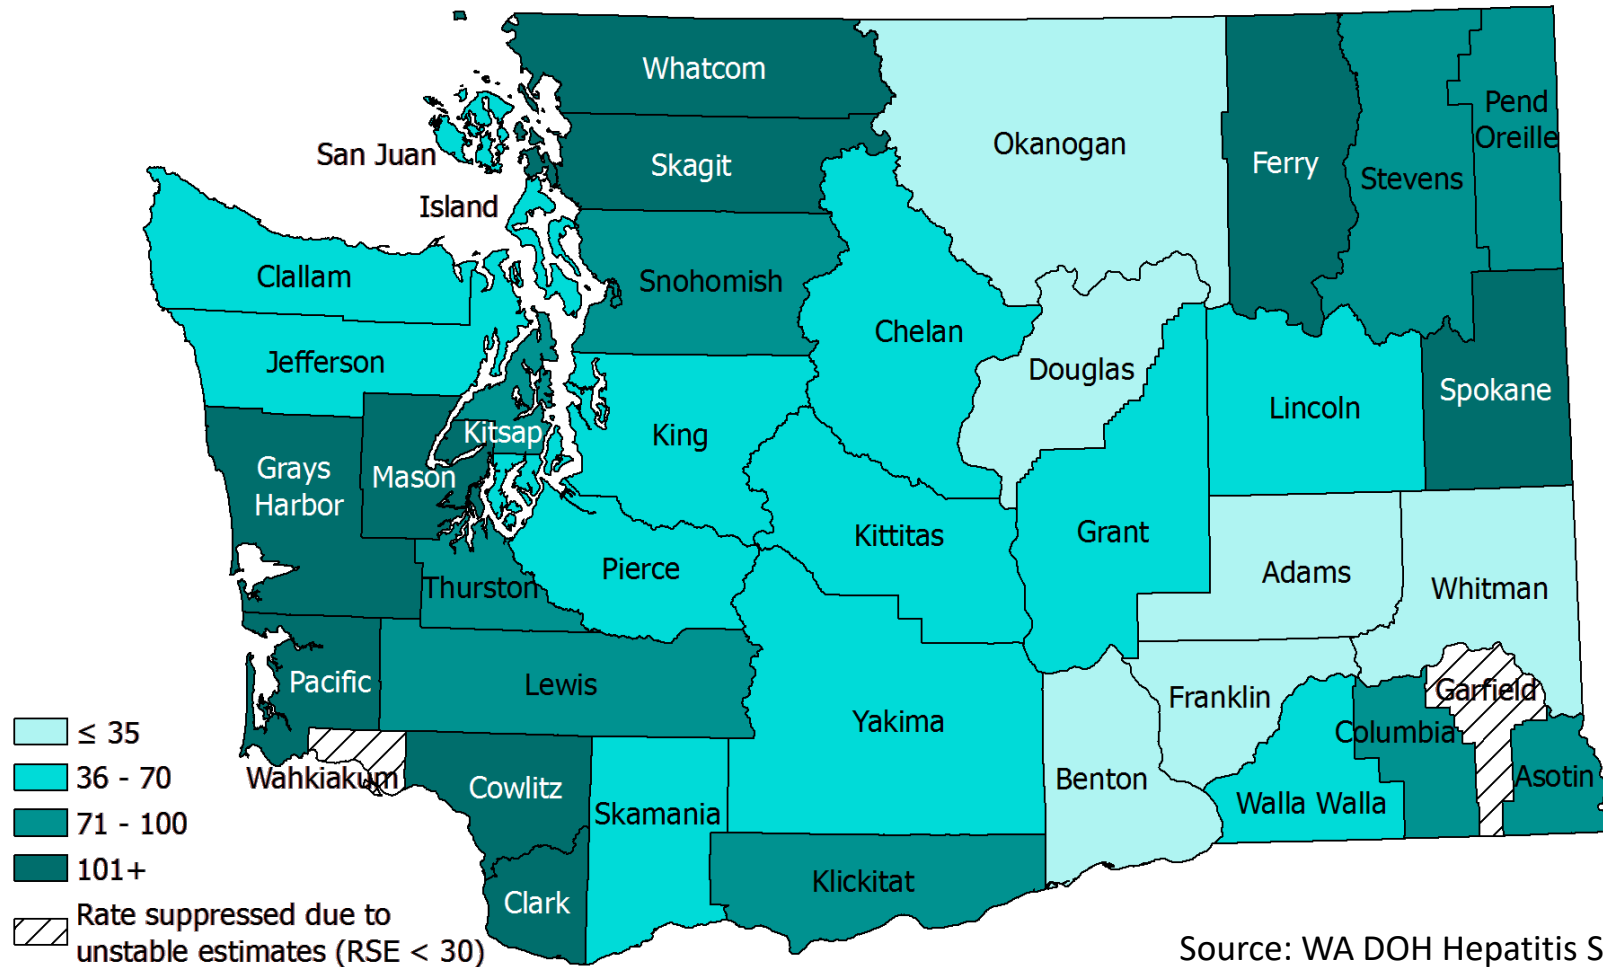 Whatcom
Okanogan
Pend
Oreille
San Juan
Skagit
Ferry
Stevens
Island
Clallam
Snohomish
Chelan
Jefferson
Douglas
Lincoln
Spokane
Kitsap
King
Grays
Harbor
Mason
Kittitas
Grant
Pierce
Thurston
Adams
Whitman
Pacific
Lewis
Yakima
Franklin
Garfield
Columbia
Wahkiakum
Cowlitz
Skamania
Benton
Walla Walla
Asotin
Klickitat
Clark
≤ 35
36 - 70
71 - 100
101+
Rate suppressed due to
unstable estimates (RSE < 30)
Source: WA DOH Hepatitis S